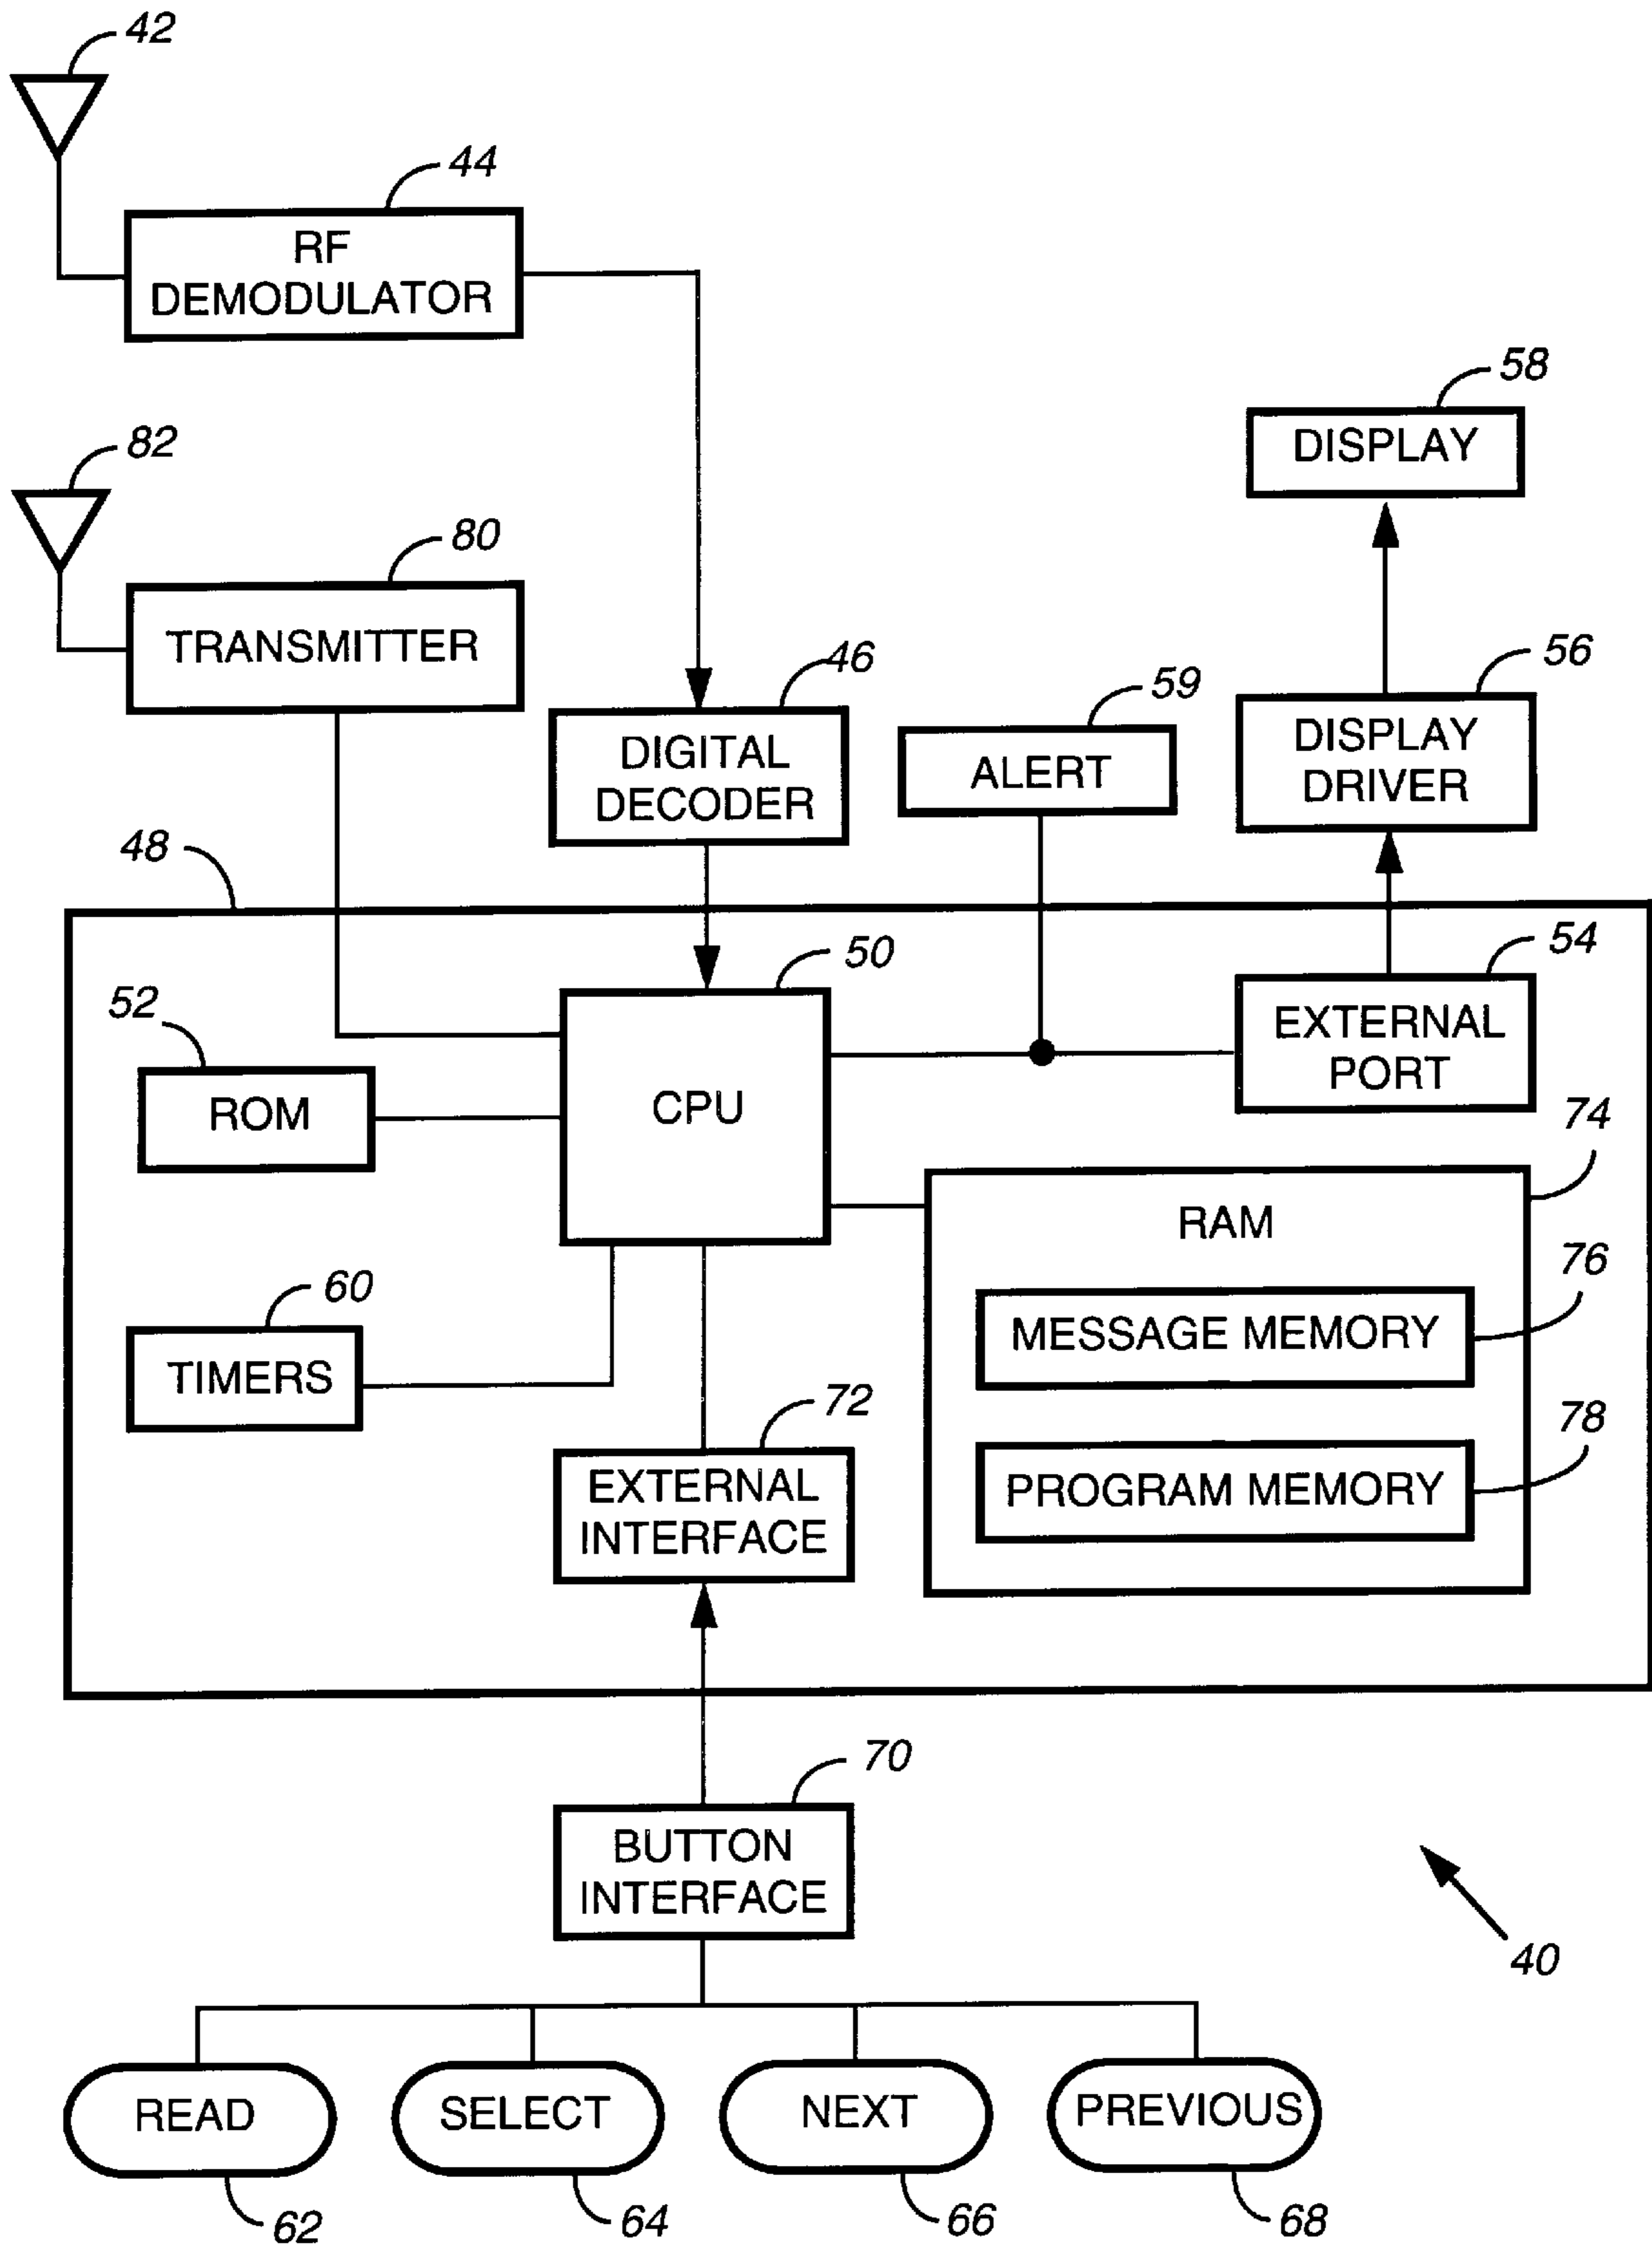 42
44
RF
DEMODULATOR
58
DISPLAY
82
80
TRANSMITTER
46
DIGITAL
DECODER
59
ALERT
56
DISPLAY
DRIVER
48
50
CPU
54
EXTERNAL
PORT
52
ROM
74
RAM
76
MESSAGE MEMORY
60
TIMERS
72
EXTERNAL
INTERFACE
78
PROGRAM MEMORY
70
BUTTON
INTERFACE
40
READ
SELECT
NEXT
PREVIOUS
62
64
66
68